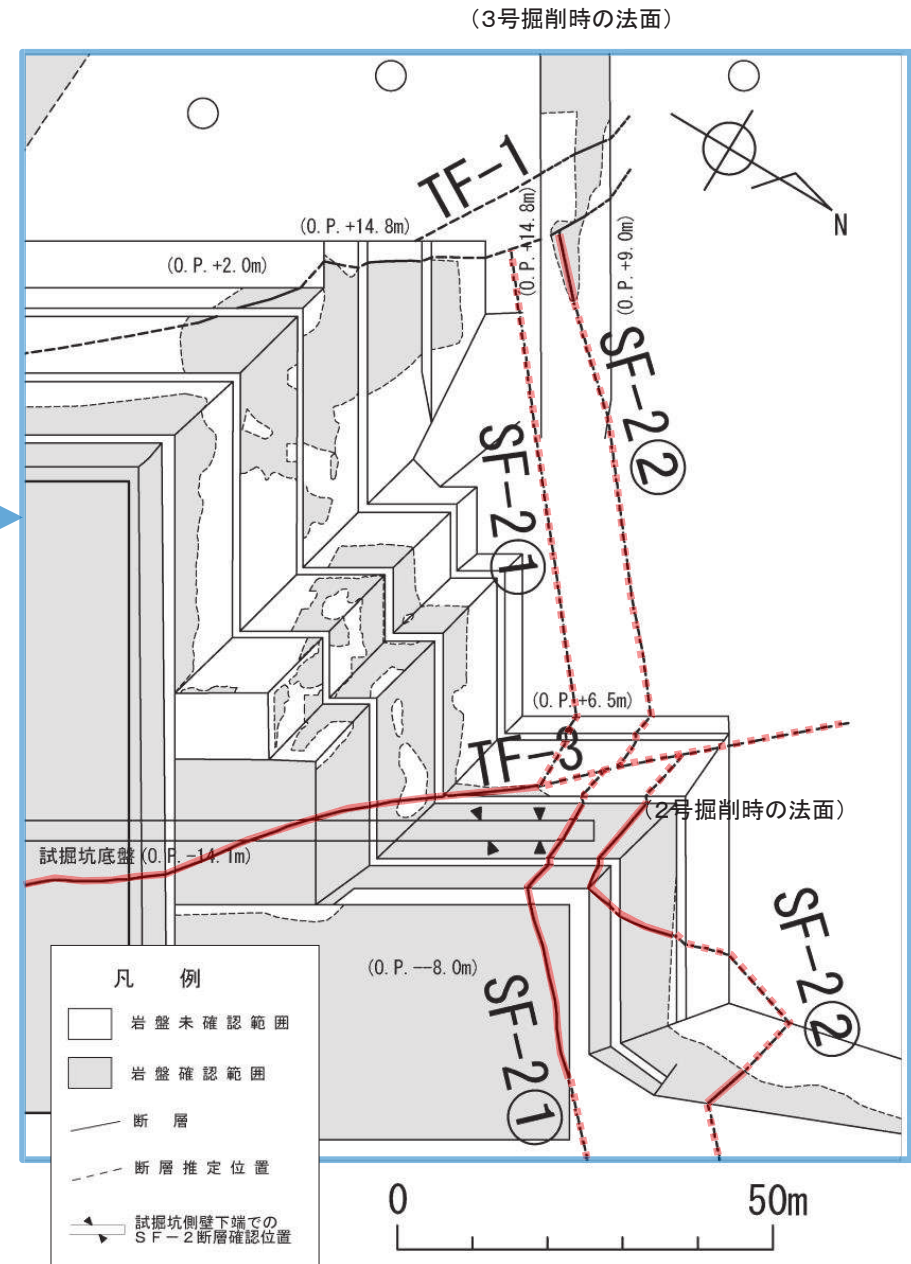 (3号掘削時の法面)
TF-1
N
(O.P.+14.8m)
(O.P.+14.8m)
(O.P.+9.0m)
(O.P.+2.0m)
SF-2②
SF-2①
(O.P.+6.5m)
TF-3
(2号掘削時の法面)
試掘坑底盤(O.P.-14.1m)
(O.P.--8.0m)
SF-2②
SF-2①
凡 例
岩盤未確認範囲
岩盤確認範囲
断 層
断層推定位置
試掘坑側壁下端での
SF-2断層確認位置
0 50m